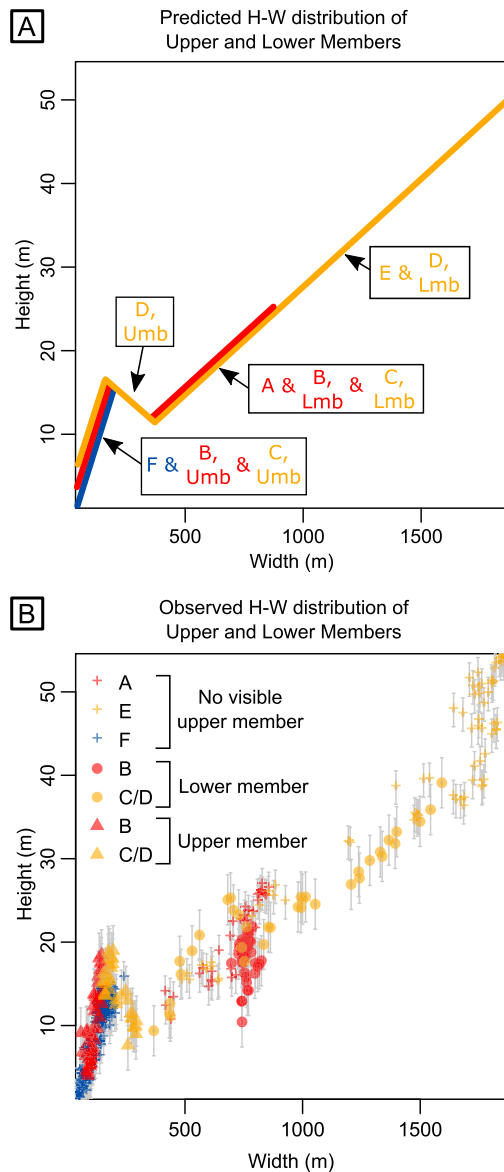 A
Predicted H-W distribution of
Upper and Lower Members
Height (m)
50
40
30
20
10
E & D, Lmb
D,
Umb
A & B, Lmb & C, Lmb
F & B, Umb & C, Umb
500
1000
1500
Width (m)
B
Observed H-W distribution of
Upper and Lower Members
Height (m)
50
40
30
20
10
A
E
F
No visible
upper member
B
C/D
Lower member
B
C/D
Upper member
500
1000
1500
Width (m)